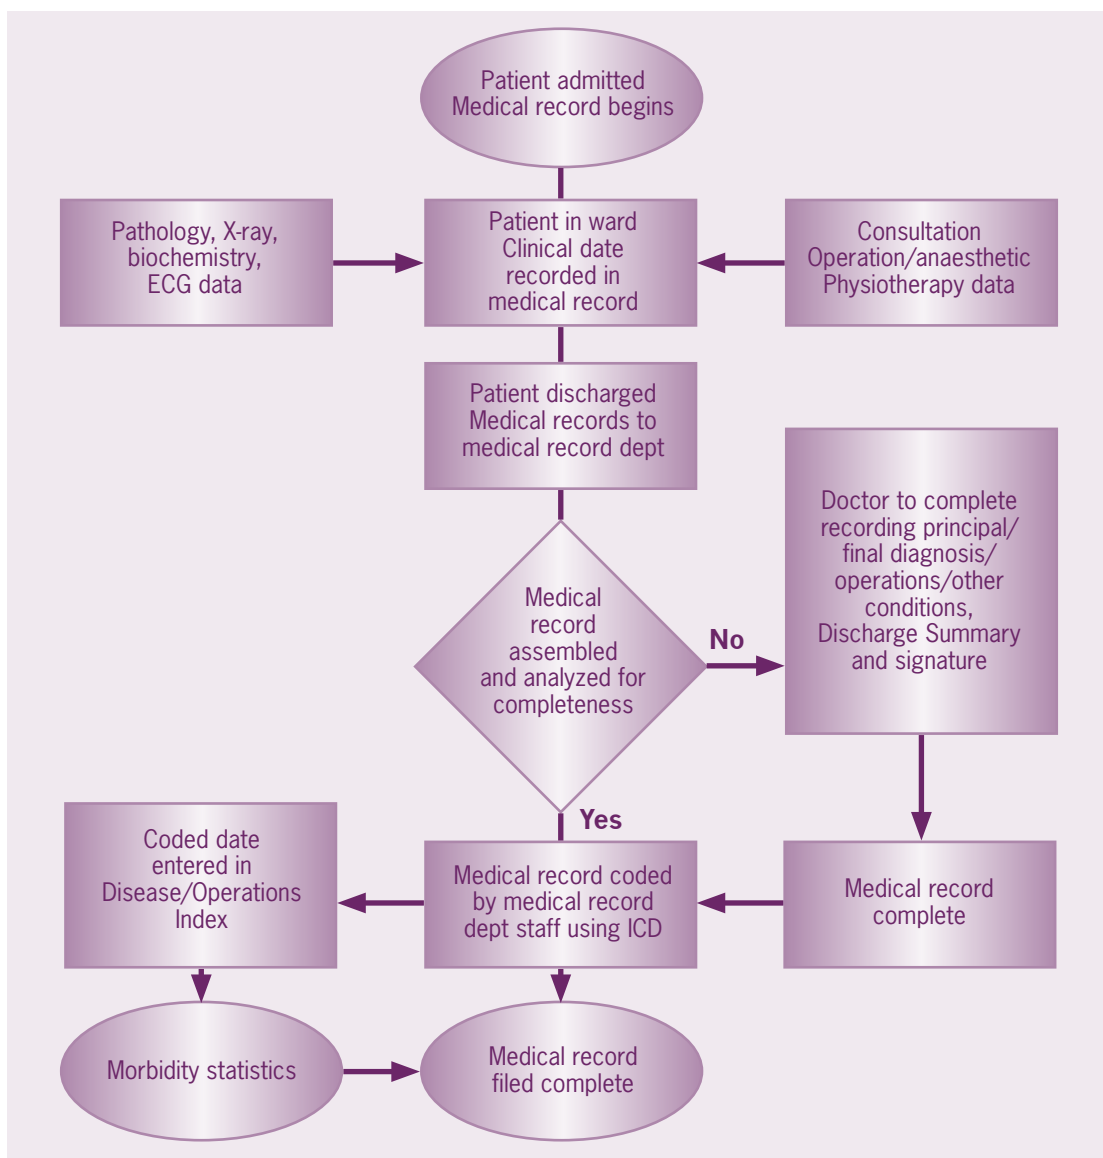 Patient admitted
Medical record begins
Pathology, X-ray,
biochemistry,
ECG data
Patient in ward
Clinical date
recorded in
medical record
Consultation
Operation/anaesthetic
Physiotherapy data
Patient discharged
Medical records to
medical record dept
Medical
record
assembled
and analyzed for
completeness
No
Doctor to complete
recording principal/
final diagnosis/
operations/other
conditions,
Discharge Summary
and signature
Yes
Coded date
entered in
Disease/Operations
Index
Medical record coded
by medical record
dept staff using ICD
Medical record
complete
Morbidity statistics
Medical record
filed complete